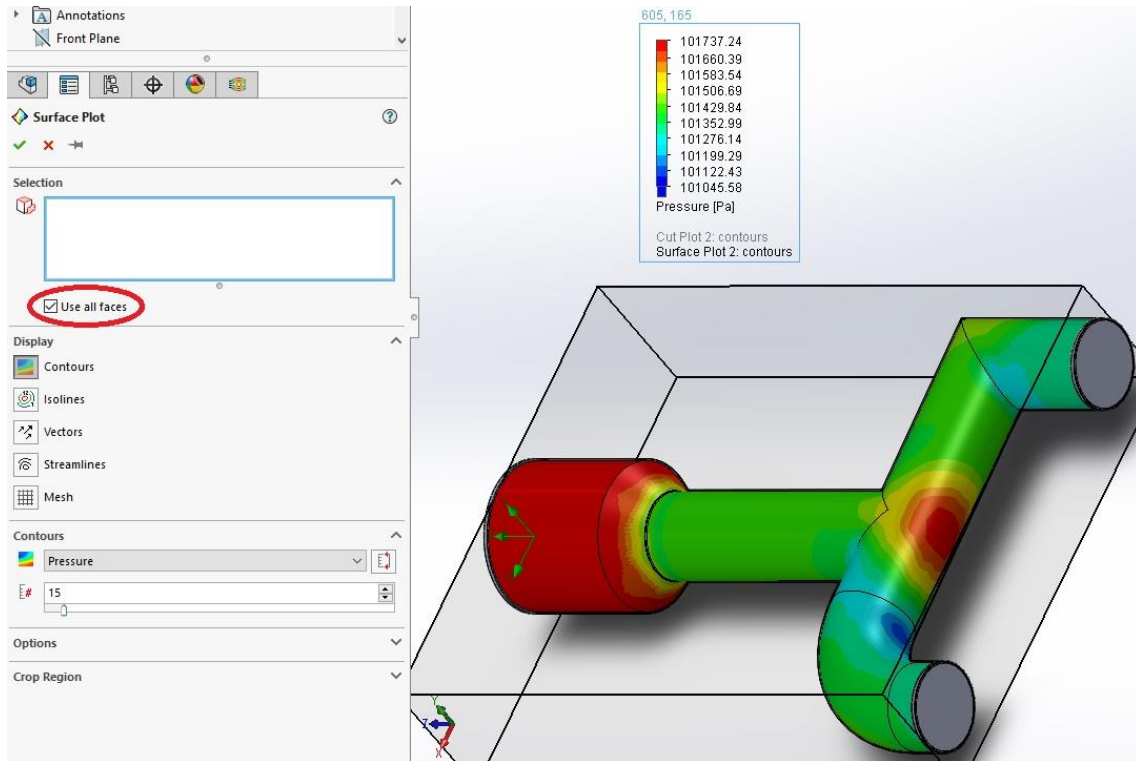 Annotations
Front Plane
Surface Plot
Selection
Use all faces
Display
Contours
Isolines
Vectors
Streamlines
Mesh
Contours
Pressure
15
Options
Crop Region
605, 165
101737.24
101660.39
101583.54
101506.69
101429.84
101352.99
101276.14
101199.29
101122.43
101045.58
Pressure [Pa]
Cut Plot 2: contours
Surface Plot 2: contours
Y
Z
X